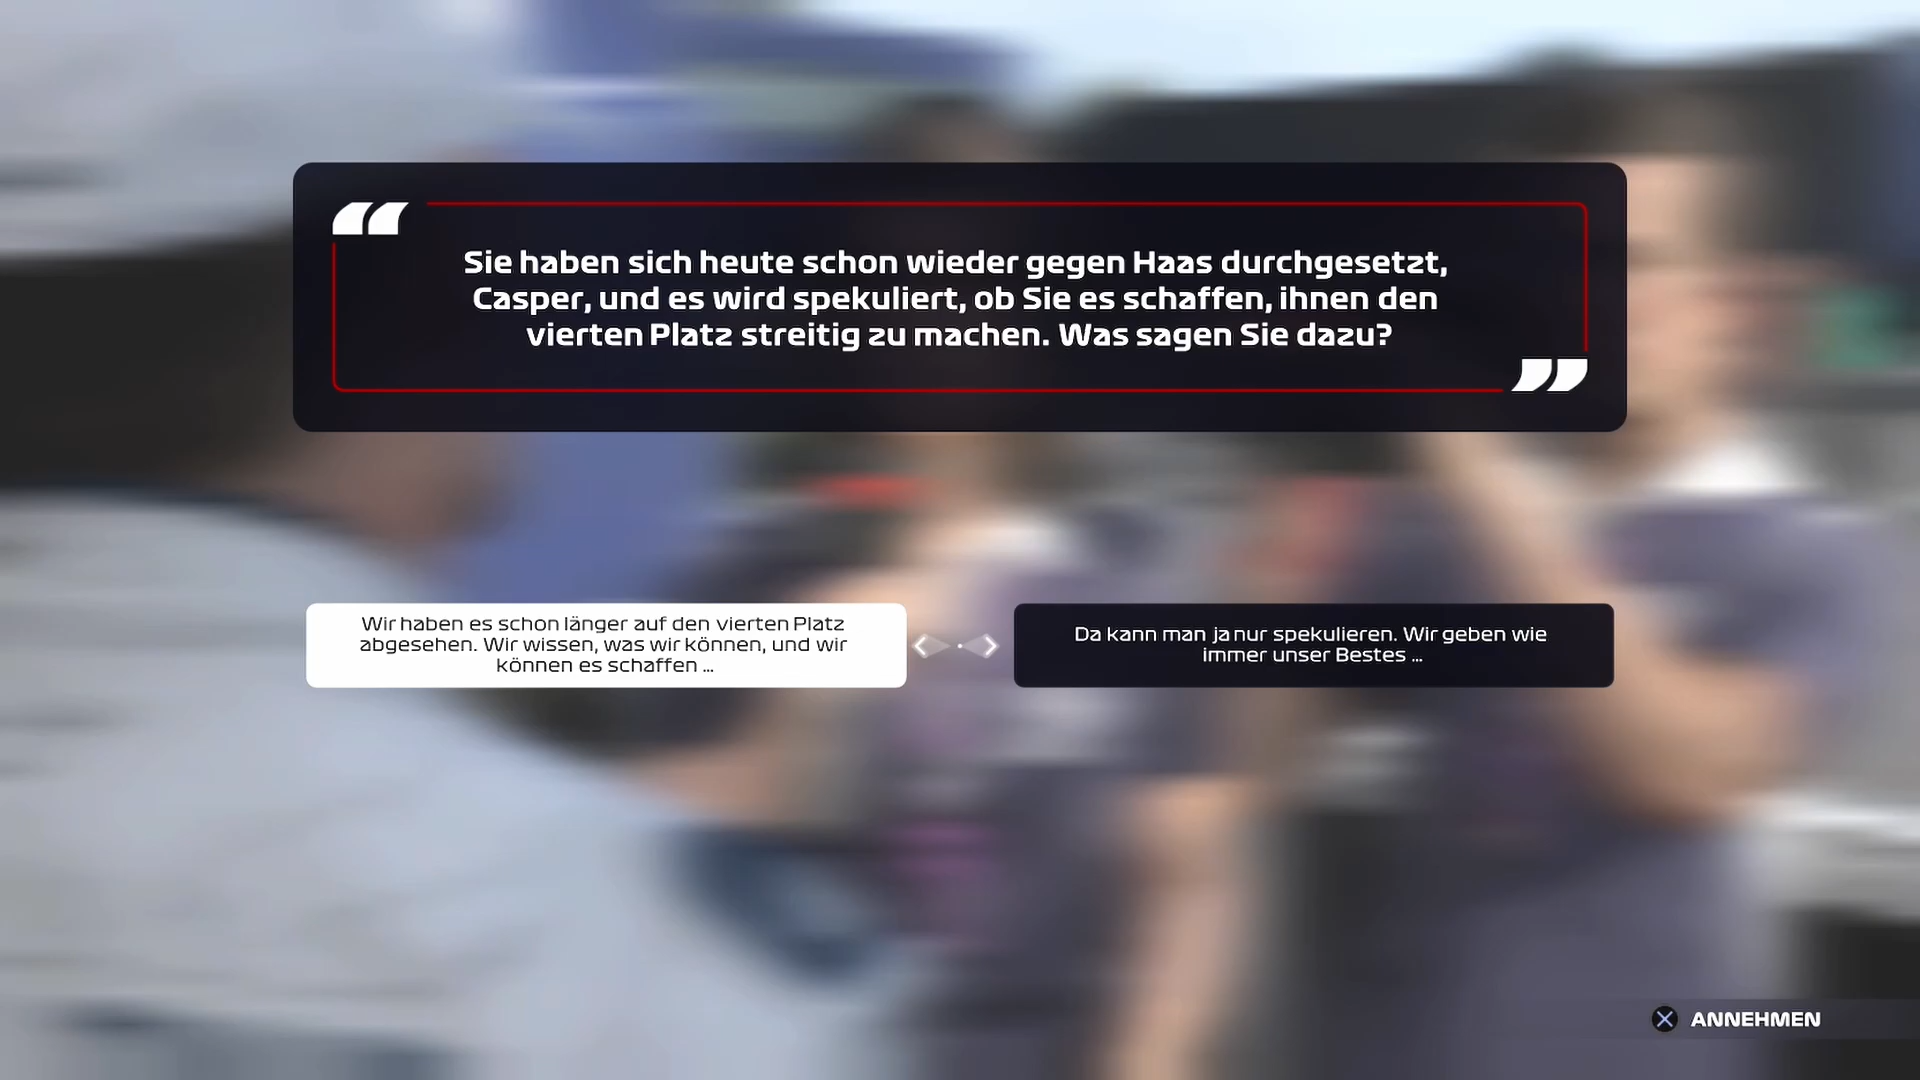 Sie haben sich heute schon wieder gegen Haas durchgesetzt,
Casper, und es wird spekuliert, ob Sie es schaffen, ihnen den
vierten Platz streitig zu machen. Was sagen Sie dazu?
Wir haben es schon länger auf den vierten Platz
abgesehen. Wir wissen, was wir können, und wir
können es schaffen ...
Da kann man ja nur spekulieren. Wir geben wie
immer unser Bestes ...
ANNEHMEN